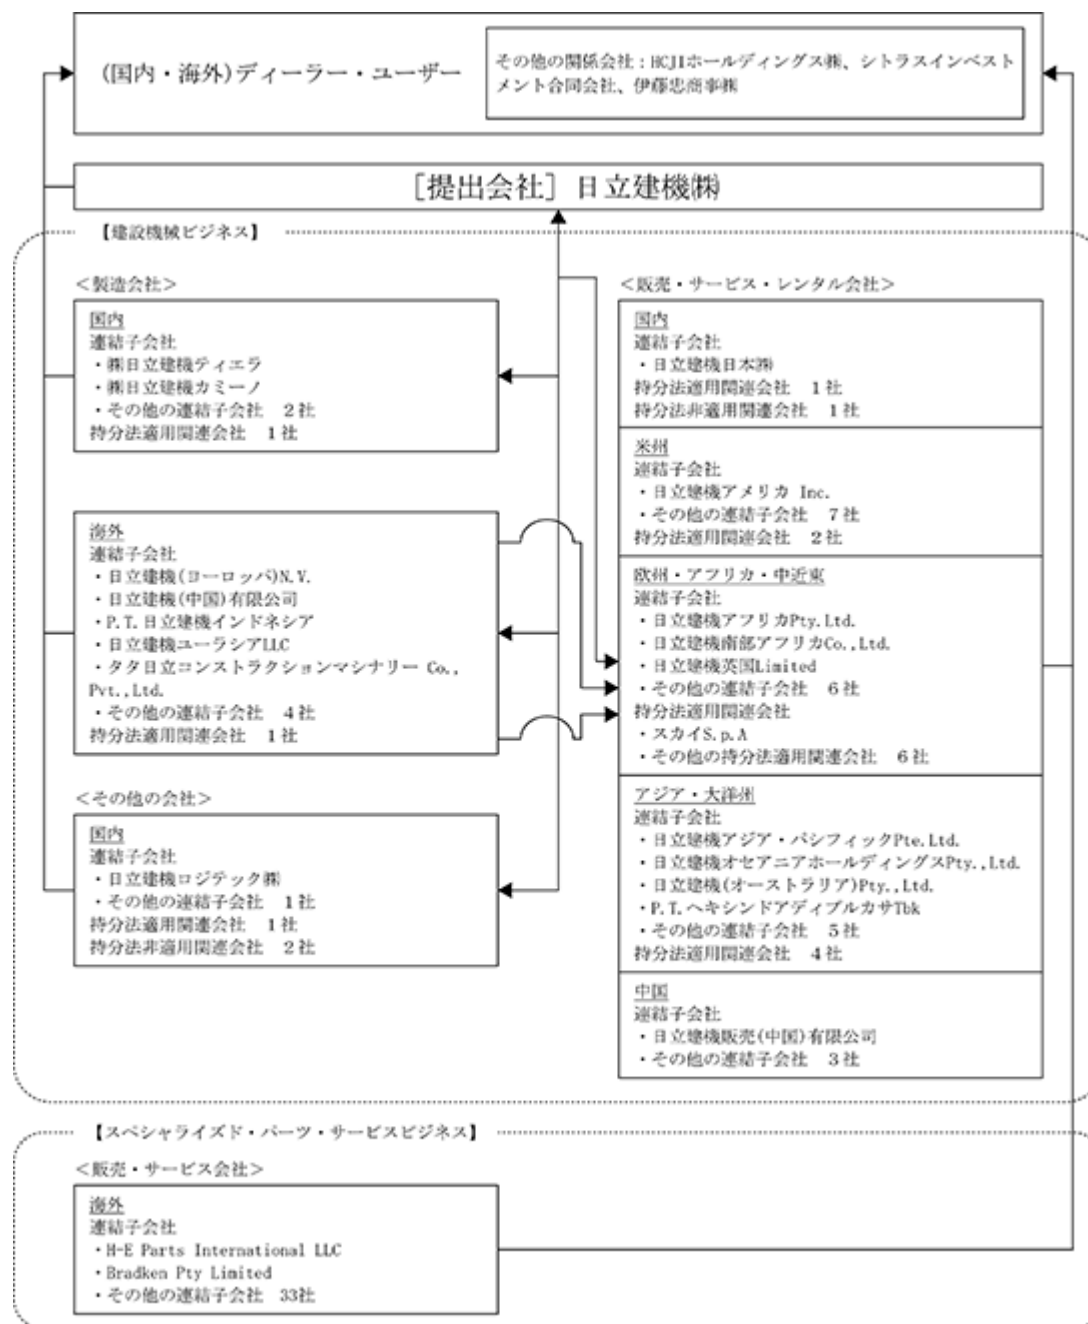 (国内・海外)ディーラー・ユーザー
その他の関係会社：HCJIホールディングス㈱、シトラスインベスト
メント合同会社、伊藤忠商事㈱
［提出会社］日立建機㈱
【建設機械ビジネス】
＜製造会社＞
国内
連結子会社
・㈱日立建機ティエラ
・㈱日立建機カミーノ
・その他の連結子会社　２社
持分法適用関連会社　１社
海外
連結子会社
・日立建機(ヨーロッパ)N.V.
・日立建機(中国)有限公司
・P.T.日立建機インドネシア
・日立建機ユーラシアLLC
・タタ日立コンストラクションマシナリー Co.,
Pvt.,Ltd.
・その他の連結子会社　４社
持分法適用関連会社　１社
＜その他の会社＞
国内
連結子会社
・日立建機ロジテック㈱
・その他の連結子会社　１社
持分法適用関連会社　１社
持分法非適用関連会社　２社
＜販売・サービス・レンタル会社＞
国内
連結子会社
・日立建機日本㈱
持分法適用関連会社　１社
持分法非適用関連会社　１社
米州
連結子会社
・日立建機アメリカ Inc.
・その他の連結子会社　７社
持分法適用関連会社　２社
欧州・アフリカ・中近東
連結子会社
・日立建機アフリカPty.Ltd.
・日立建機南部アフリカCo.,Ltd.
・日立建機英国Limited
・その他の連結子会社　６社
持分法適用関連会社
・スカイS.p.A
・その他の持分法適用関連会社　６社
アジア・大洋州
連結子会社
・日立建機アジア・パシフィックPte.Ltd.
・日立建機オセアニアホールディングスPty.,Ltd.
・日立建機(オーストラリア)Pty.,Ltd.
・P.T.ヘキシンドアディプルカサTbk
・その他の連結子会社　５社
持分法適用関連会社　４社
中国
連結子会社
・日立建機販売(中国)有限公司
・その他の連結子会社　３社
【スペシャライズド・パーツ・サービスビジネス】
＜販売・サービス会社＞
海外
連結子会社
・H-E Parts International LLC
・Bradken Pty Limited
・その他の連結子会社　33社